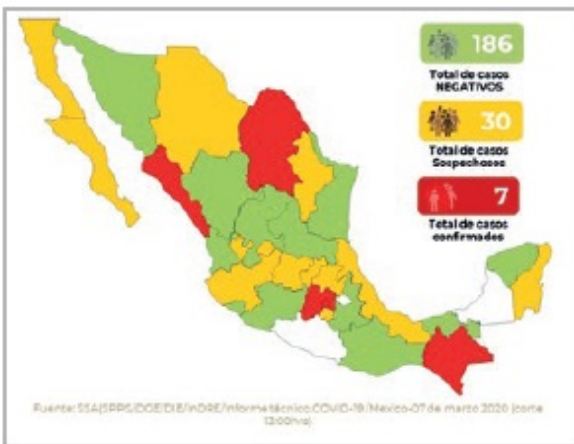 186
Total de casos
NEGATIVOS
30
Total de casos
Sospechosos
7
Total de casos
confirmados
Fuente: SSA/SPPS/DGE/DIE/InDRE/Informe técnico.COVID-19/México-07 de marzo 2020 (corte
13:00hrs).